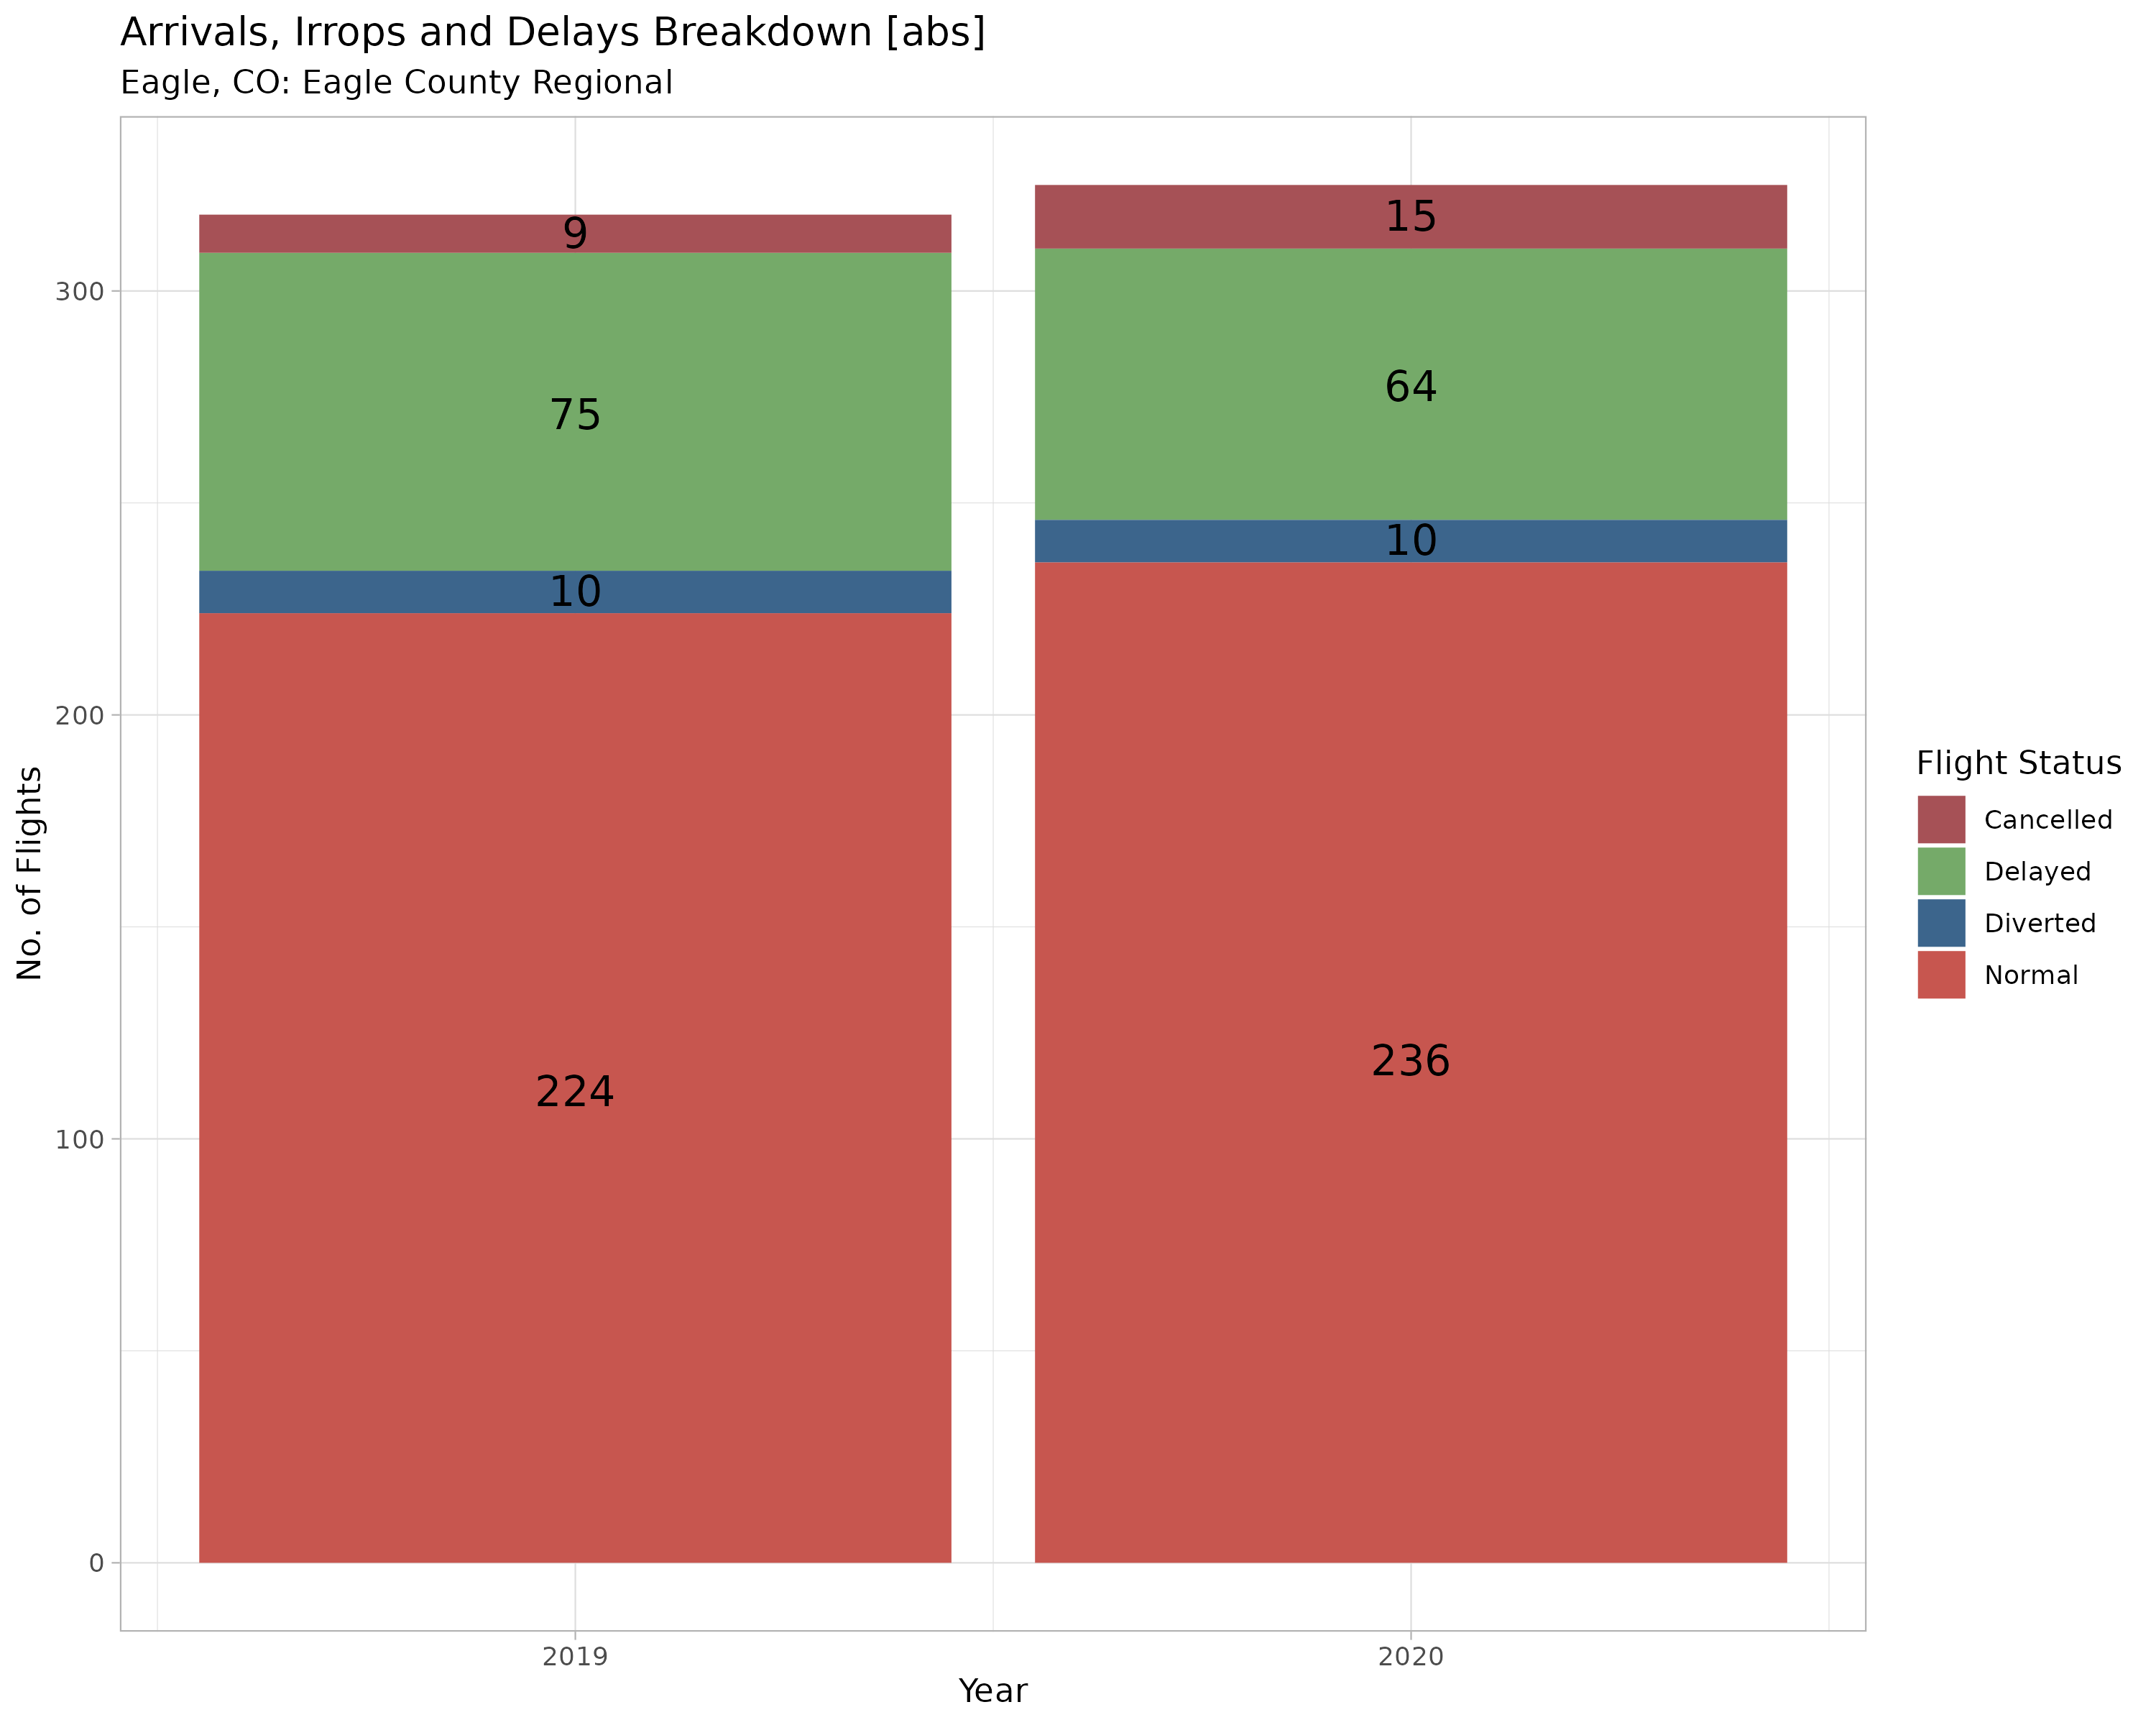 Arrivals, Irrops and Delays Breakdown [abs]
Eagle, CO: Eagle County Regional
No. of Flights
300
200
100
0
9
75
10
224
15
64
10
236
2019
2020
Year
Flight Status
Cancelled
Delayed
Diverted
Normal